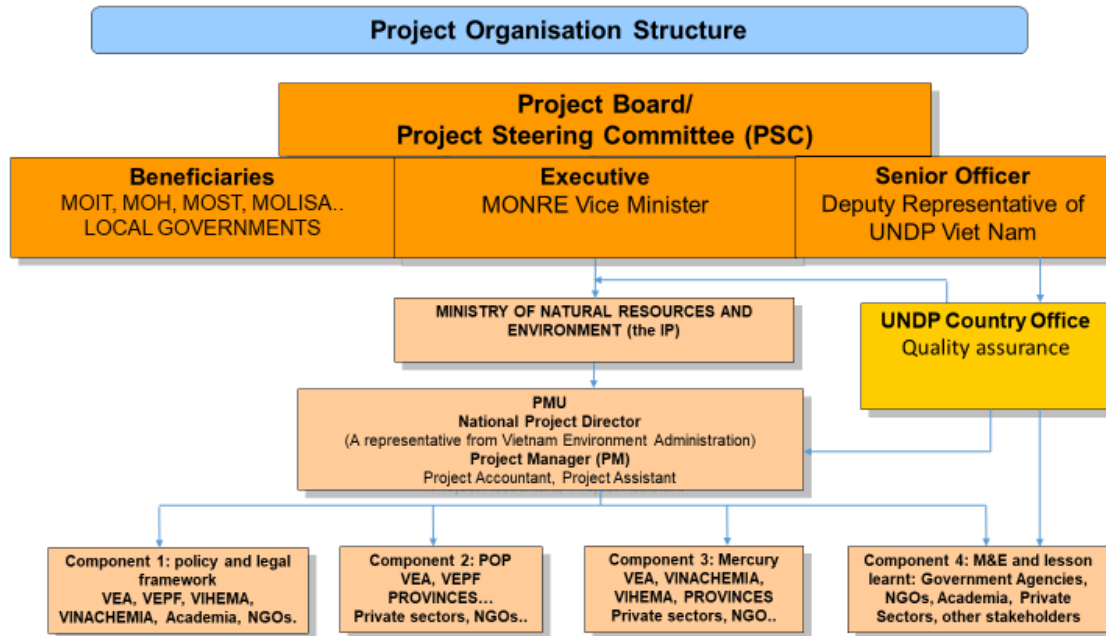 Project Organisation Structure
Project Board/
Project Steering Committee (PSC)
Beneficiaries
MOIT, MOH, MOST, MOLISA..
LOCAL GOVERNMENTS
Executive
MONRE Vice Minister
Senior Officer
Deputy Representative of
UNDP Viet Nam
MINISTRY OF NATURAL RESOURCES AND
ENVIRONMENT (the IP)
UNDP Country Office
Quality assurance
PMU
National Project Director
(A representative from Vietnam Environment Administration)
Project Manager (PM)
Project Accountant, Project Assistant
Component 1: policy and legal
framework
VEA, VEPF, VIHEMA,
VINACHEMIA, Academia, NGOs.
Component 2: POP
VEA, VEPF
PROVINCES…
Private sectors, NGOs..
Component 3: Mercury
VEA, VINACHEMIA,
VIHEMA, PROVINCES
Private sectors, NGO..
Component 4: M&E and lesson
learnt: Government Agencies,
NGOs, Academia, Private
Sectors, other stakeholders